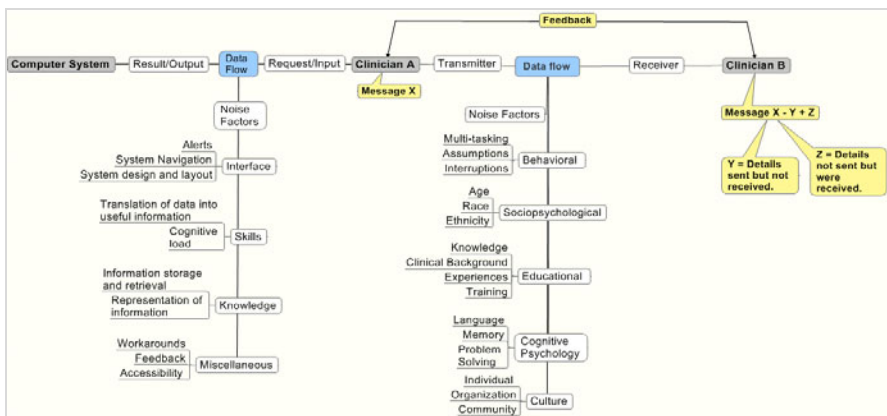 Feedback
Computer System
Result/Output
Data
Flow
Request/Input
Clinician A
Transmitter
Data flow
Receiver
Clinician B
Message X
Message X - Y + Z
Y = Details
sent but not
received.
Z = Details
not sent but
were
received.
Noise
Factors
Alerts
System Navigation
System design and layout
Interface
Translation of data into
useful information
Cognitive
load
Skills
Information storage
and retrieval
Representation of
information
Knowledge
Workarounds
Feedback
Accessibility
Miscellaneous
Noise Factors
Multi-tasking
Assumptions
Interruptions
Behavioral
Age
Race
Ethnicity
Sociopsychological
Knowledge
Clinical Background
Experiences
Training
Educational
Language
Memory
Problem
Solving
Cognitive
Psychology
Individual
Organization
Community
Culture